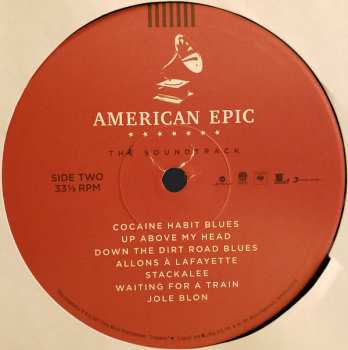 AMERICAN EPIC
THE SOUNDTRACK
SIDE TWO
33⅓ RPM
COCAINE HABIT BLUES
UP ABOVE MY HEAD
DOWN THE DIRT ROAD BLUES
ALLONS À LAFAYETTE
STACKALEE
WAITING FOR A TRAIN
JOLE BLON